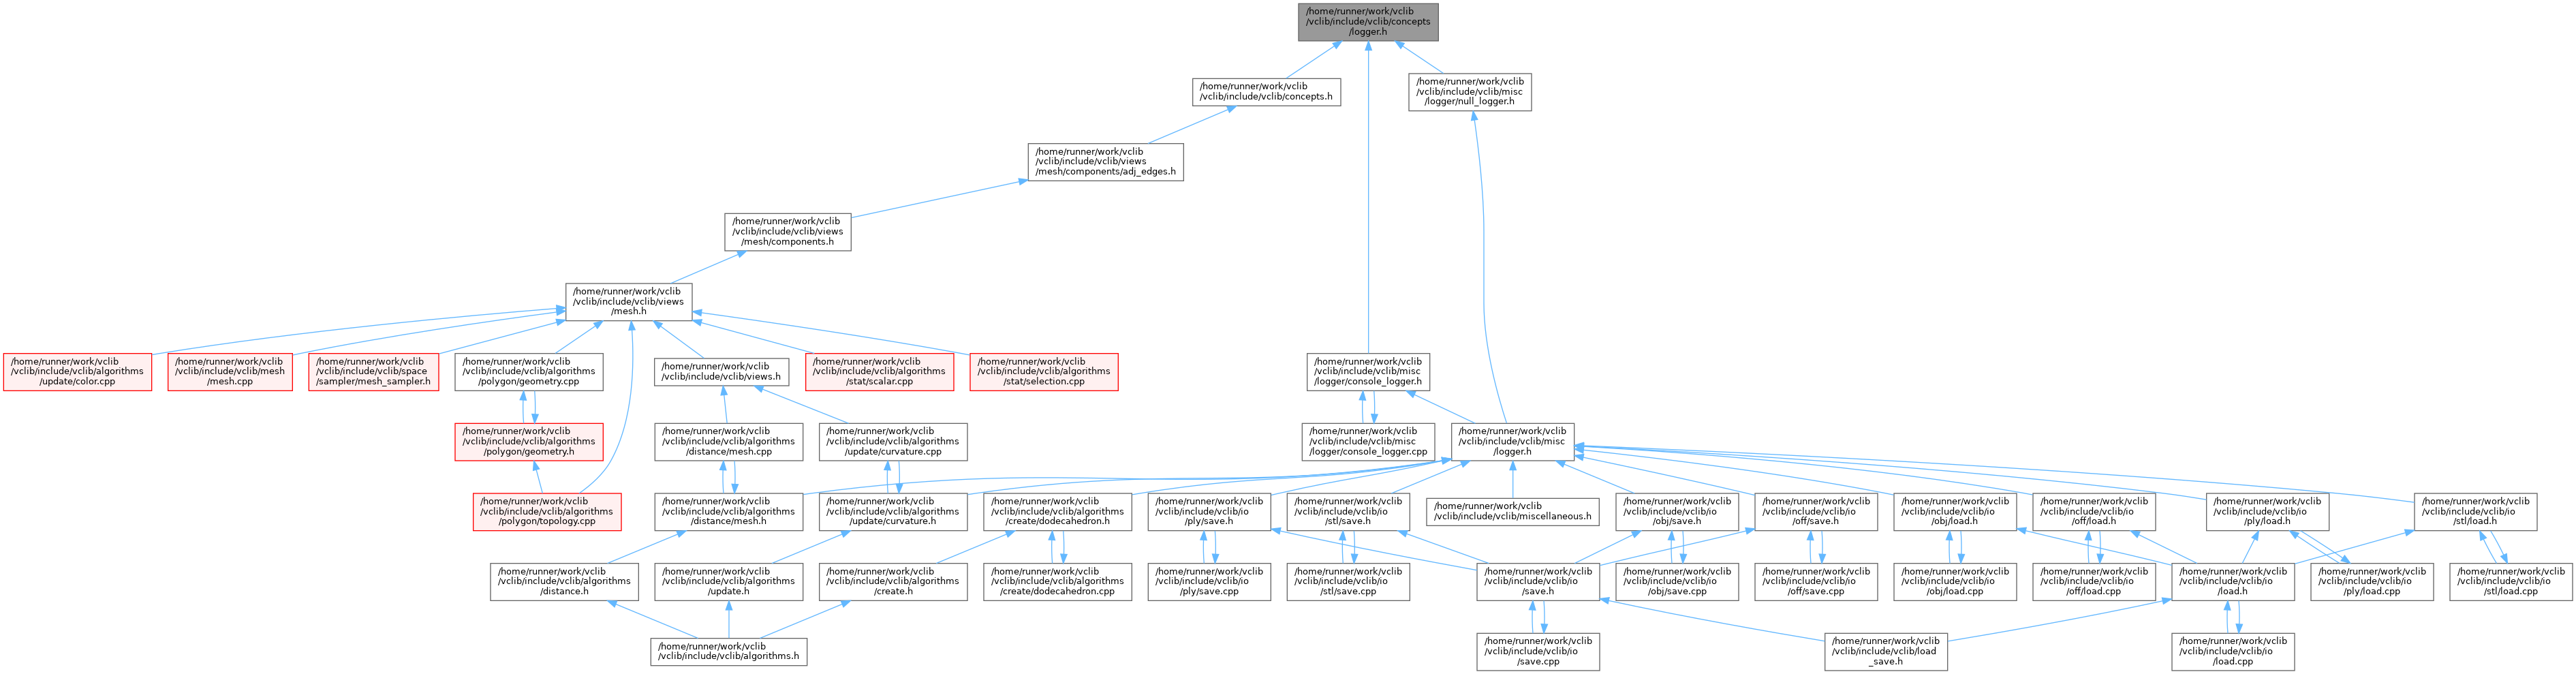 /home/runner/work/vclib
/vclib/include/vclib/concepts
/logger.h
/home/runner/work/vclib
/vclib/include/vclib/concepts.h
/home/runner/work/vclib
/vclib/include/vclib/misc
/logger/null_logger.h
/home/runner/work/vclib
/vclib/include/vclib/views
/mesh/components/adj_edges.h
/home/runner/work/vclib
/vclib/include/vclib/views
/mesh/components.h
/home/runner/work/vclib
/vclib/include/vclib/views
/mesh.h
/home/runner/work/vclib
/vclib/include/vclib/algorithms
/update/color.cpp
/home/runner/work/vclib
/vclib/include/vclib/mesh
/mesh.cpp
/home/runner/work/vclib
/vclib/include/vclib/space
/sampler/mesh_sampler.h
/home/runner/work/vclib
/vclib/include/vclib/algorithms
/polygon/geometry.cpp
/home/runner/work/vclib
/vclib/include/vclib/views.h
/home/runner/work/vclib
/vclib/include/vclib/algorithms
/stat/scalar.cpp
/home/runner/work/vclib
/vclib/include/vclib/algorithms
/stat/selection.cpp
/home/runner/work/vclib
/vclib/include/vclib/misc
/logger/console_logger.h
/home/runner/work/vclib
/vclib/include/vclib/algorithms
/polygon/geometry.h
/home/runner/work/vclib
/vclib/include/vclib/algorithms
/distance/mesh.cpp
/home/runner/work/vclib
/vclib/include/vclib/algorithms
/update/curvature.cpp
/home/runner/work/vclib
/vclib/include/vclib/misc
/logger/console_logger.cpp
/home/runner/work/vclib
/vclib/include/vclib/misc
/logger.h
/home/runner/work/vclib
/vclib/include/vclib/algorithms
/polygon/topology.cpp
/home/runner/work/vclib
/vclib/include/vclib/algorithms
/distance/mesh.h
/home/runner/work/vclib
/vclib/include/vclib/algorithms
/update/curvature.h
/home/runner/work/vclib
/vclib/include/vclib/algorithms
/create/dodecahedron.h
/home/runner/work/vclib
/vclib/include/vclib/io
/ply/save.h
/home/runner/work/vclib
/vclib/include/vclib/io
/stl/save.h
/home/runner/work/vclib
/vclib/include/vclib/miscellaneous.h
/home/runner/work/vclib
/vclib/include/vclib/io
/obj/save.h
/home/runner/work/vclib
/vclib/include/vclib/io
/off/save.h
/home/runner/work/vclib
/vclib/include/vclib/io
/obj/load.h
/home/runner/work/vclib
/vclib/include/vclib/io
/off/load.h
/home/runner/work/vclib
/vclib/include/vclib/io
/ply/load.h
/home/runner/work/vclib
/vclib/include/vclib/io
/stl/load.h
/home/runner/work/vclib
/vclib/include/vclib/algorithms
/distance.h
/home/runner/work/vclib
/vclib/include/vclib/algorithms
/update.h
/home/runner/work/vclib
/vclib/include/vclib/algorithms
/create.h
/home/runner/work/vclib
/vclib/include/vclib/algorithms
/create/dodecahedron.cpp
/home/runner/work/vclib
/vclib/include/vclib/io
/ply/save.cpp
/home/runner/work/vclib
/vclib/include/vclib/io
/stl/save.cpp
/home/runner/work/vclib
/vclib/include/vclib/io
/save.h
/home/runner/work/vclib
/vclib/include/vclib/io
/obj/save.cpp
/home/runner/work/vclib
/vclib/include/vclib/io
/off/save.cpp
/home/runner/work/vclib
/vclib/include/vclib/io
/obj/load.cpp
/home/runner/work/vclib
/vclib/include/vclib/io
/off/load.cpp
/home/runner/work/vclib
/vclib/include/vclib/io
/load.h
/home/runner/work/vclib
/vclib/include/vclib/io
/ply/load.cpp
/home/runner/work/vclib
/vclib/include/vclib/io
/stl/load.cpp
/home/runner/work/vclib
/vclib/include/vclib/algorithms.h
/home/runner/work/vclib
/vclib/include/vclib/io
/save.cpp
/home/runner/work/vclib
/vclib/include/vclib/load
_save.h
/home/runner/work/vclib
/vclib/include/vclib/io
/load.cpp